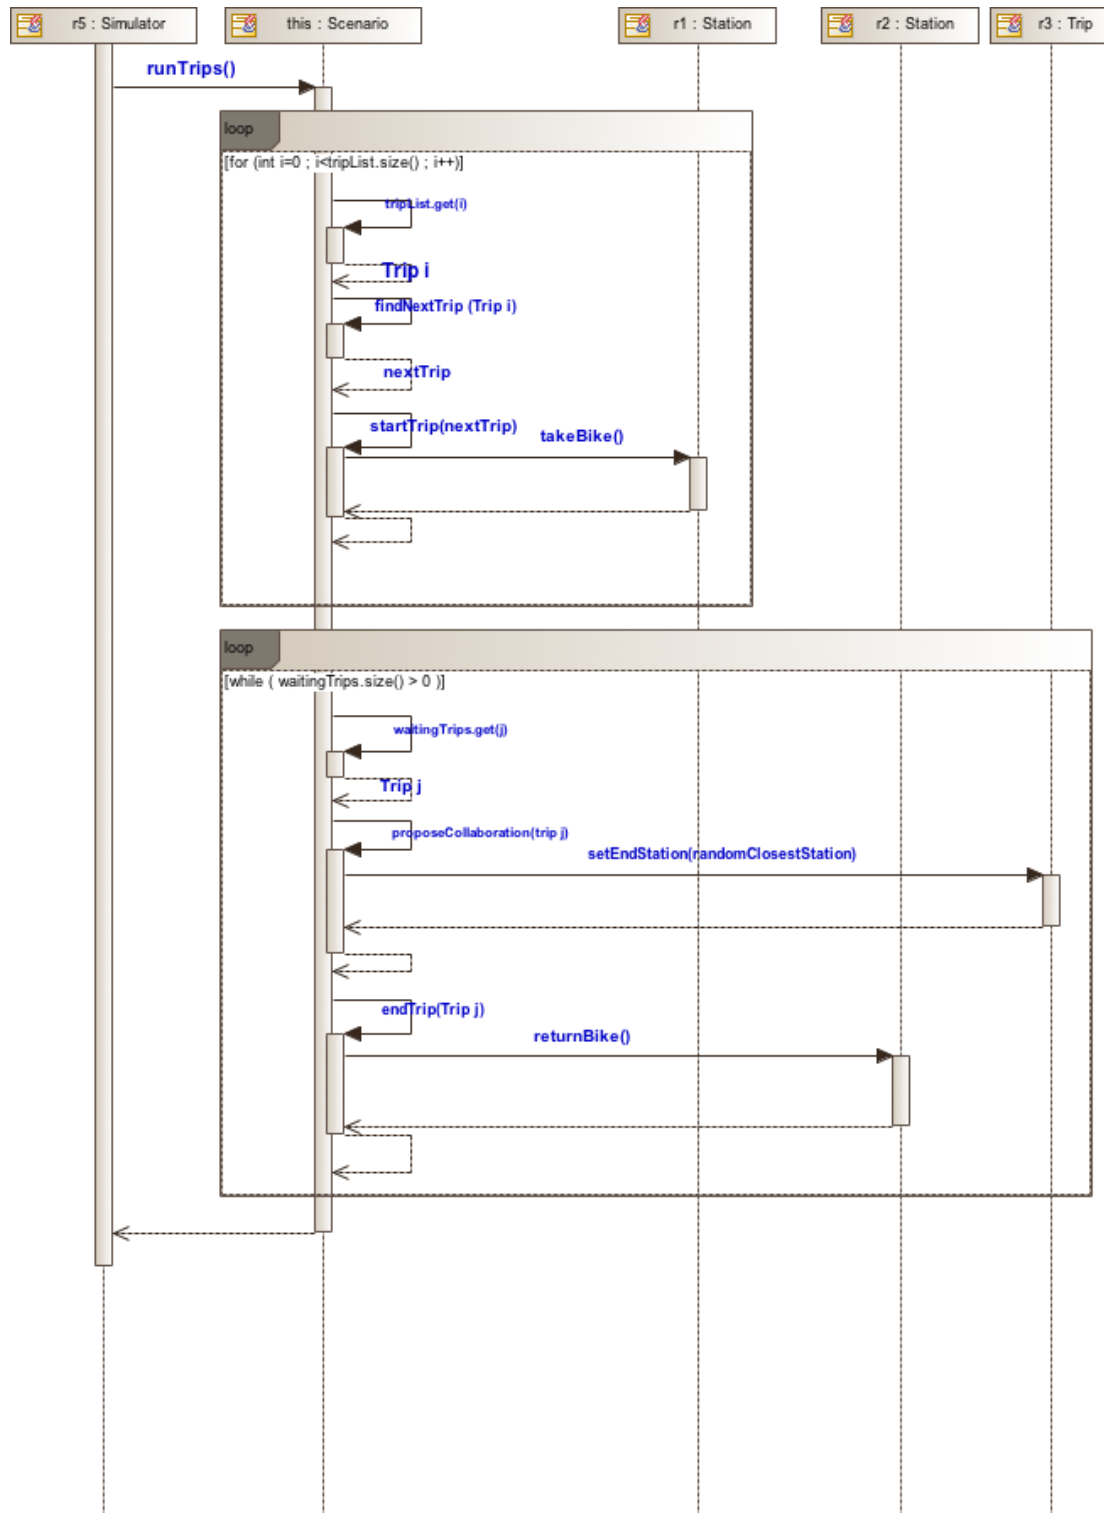 r5 : Simulator
this : Scenario
r1 : Station
r2 : Station
r3 : Trip
runTrips()
loop
[for (int i=0 ; i<tripList.size() ; i++)]
tripList.get(i)
Trip i
findNextTrip (Trip i)
nextTrip
startTrip(nextTrip)
takeBike()
loop
[while ( waitingTrips.size() > 0 )]
waitingTrips.get(j)
Trip j
proposeCollaboration(trip j)
setEndStation(randomClosestStation)
endTrip(Trip j)
returnBike()